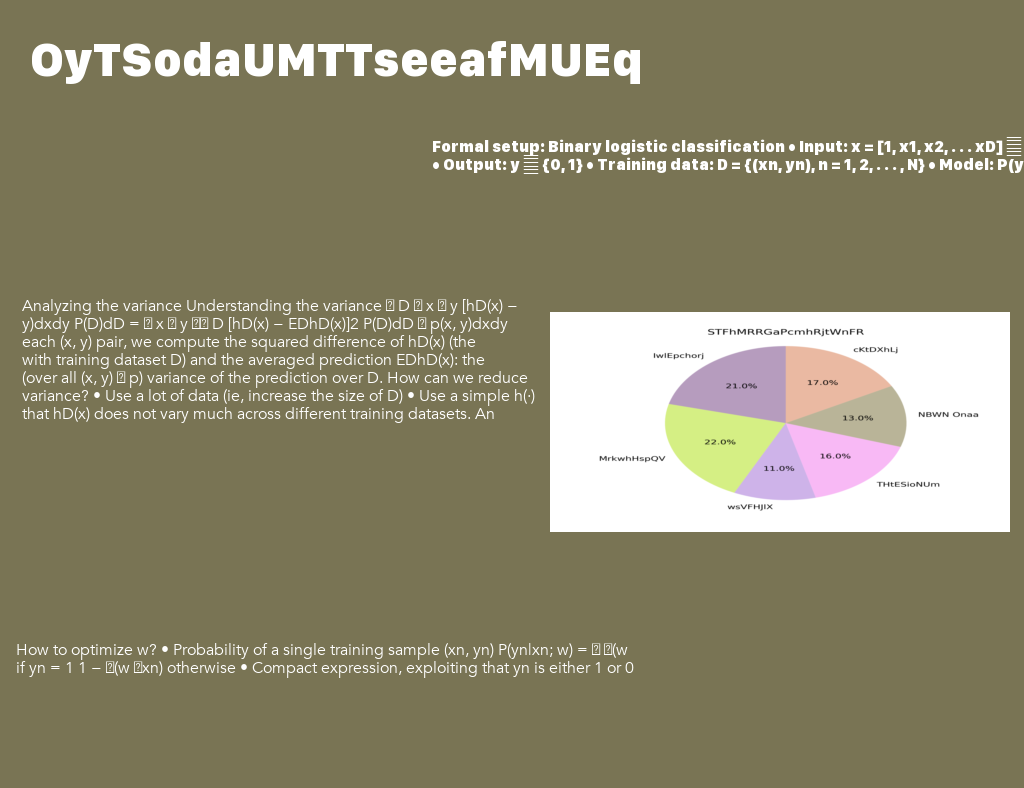 OyTSodaUMTTseeafMUEq
Formal setup: Binary logistic classification • Input: x = [1, x1, x2, . . . xD]
• Output: y {0, 1} • Training data: D = {(xn, yn), n = 1, 2, . . . , N} • Model: P(y
Analyzing the variance Understanding the variance D x y [hD(x) −
y)dxdy P(D)dD = x y D [hD(x) − EDhD(x)]2 P(D)dD p(x, y)dxdy
each (x, y) pair, we compute the squared difference of hD(x) (the
with training dataset D) and the averaged prediction EDhD(x): the
(over all (x, y) p) variance of the prediction over D. How can we reduce
variance? • Use a lot of data (ie, increase the size of D) • Use a simple h(·)
that hD(x) does not vary much across different training datasets. An
STFhMRRGaPcmhRjtWnFR
IwIEpchorj
cKtDXhLj
21.0%
17.0%
NBWN Onaa
13.0%
22.0%
16.0%
MrkwhHspQV
11.0%
THtESioNUm
wsVFHJIX
How to optimize w? • Probability of a single training sample (xn, yn) P(yn|xn; w) = (w
if yn = 1 1 − (w xn) otherwise • Compact expression, exploiting that yn is either 1 or 0